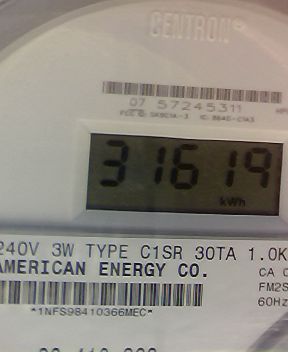 CENTRON®
07 57245311
31619
kWh
240V 3W TYPE C1SR 30TA 1.0K
AMERICAN ENERGY CO.
CA 0
FM2S
60Hz
*1NFS98410366MEC*